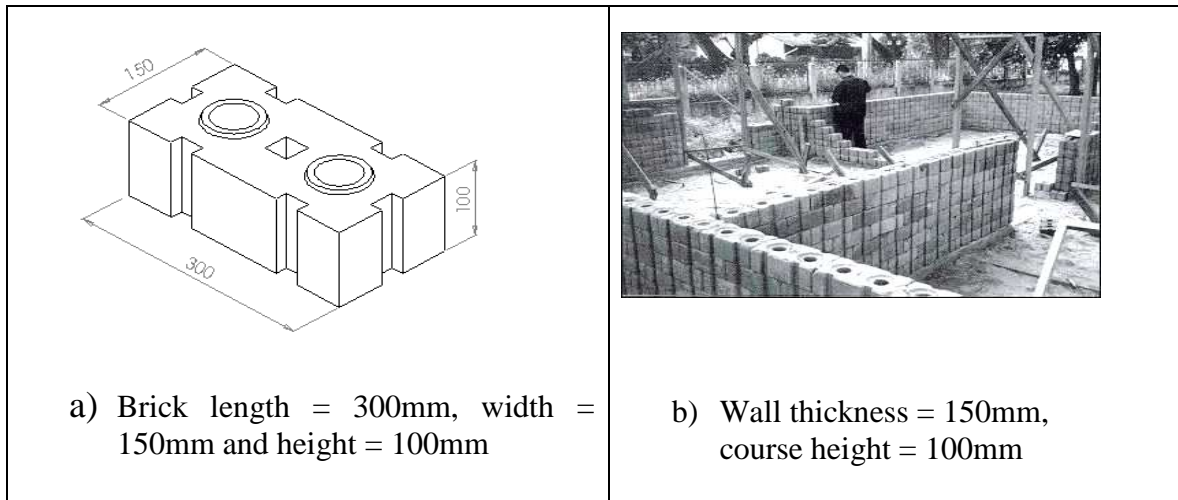 150
100
300
a) Brick length = 300mm, width =
150mm and height = 100mm
b) Wall thickness = 150mm,
course height = 100mm